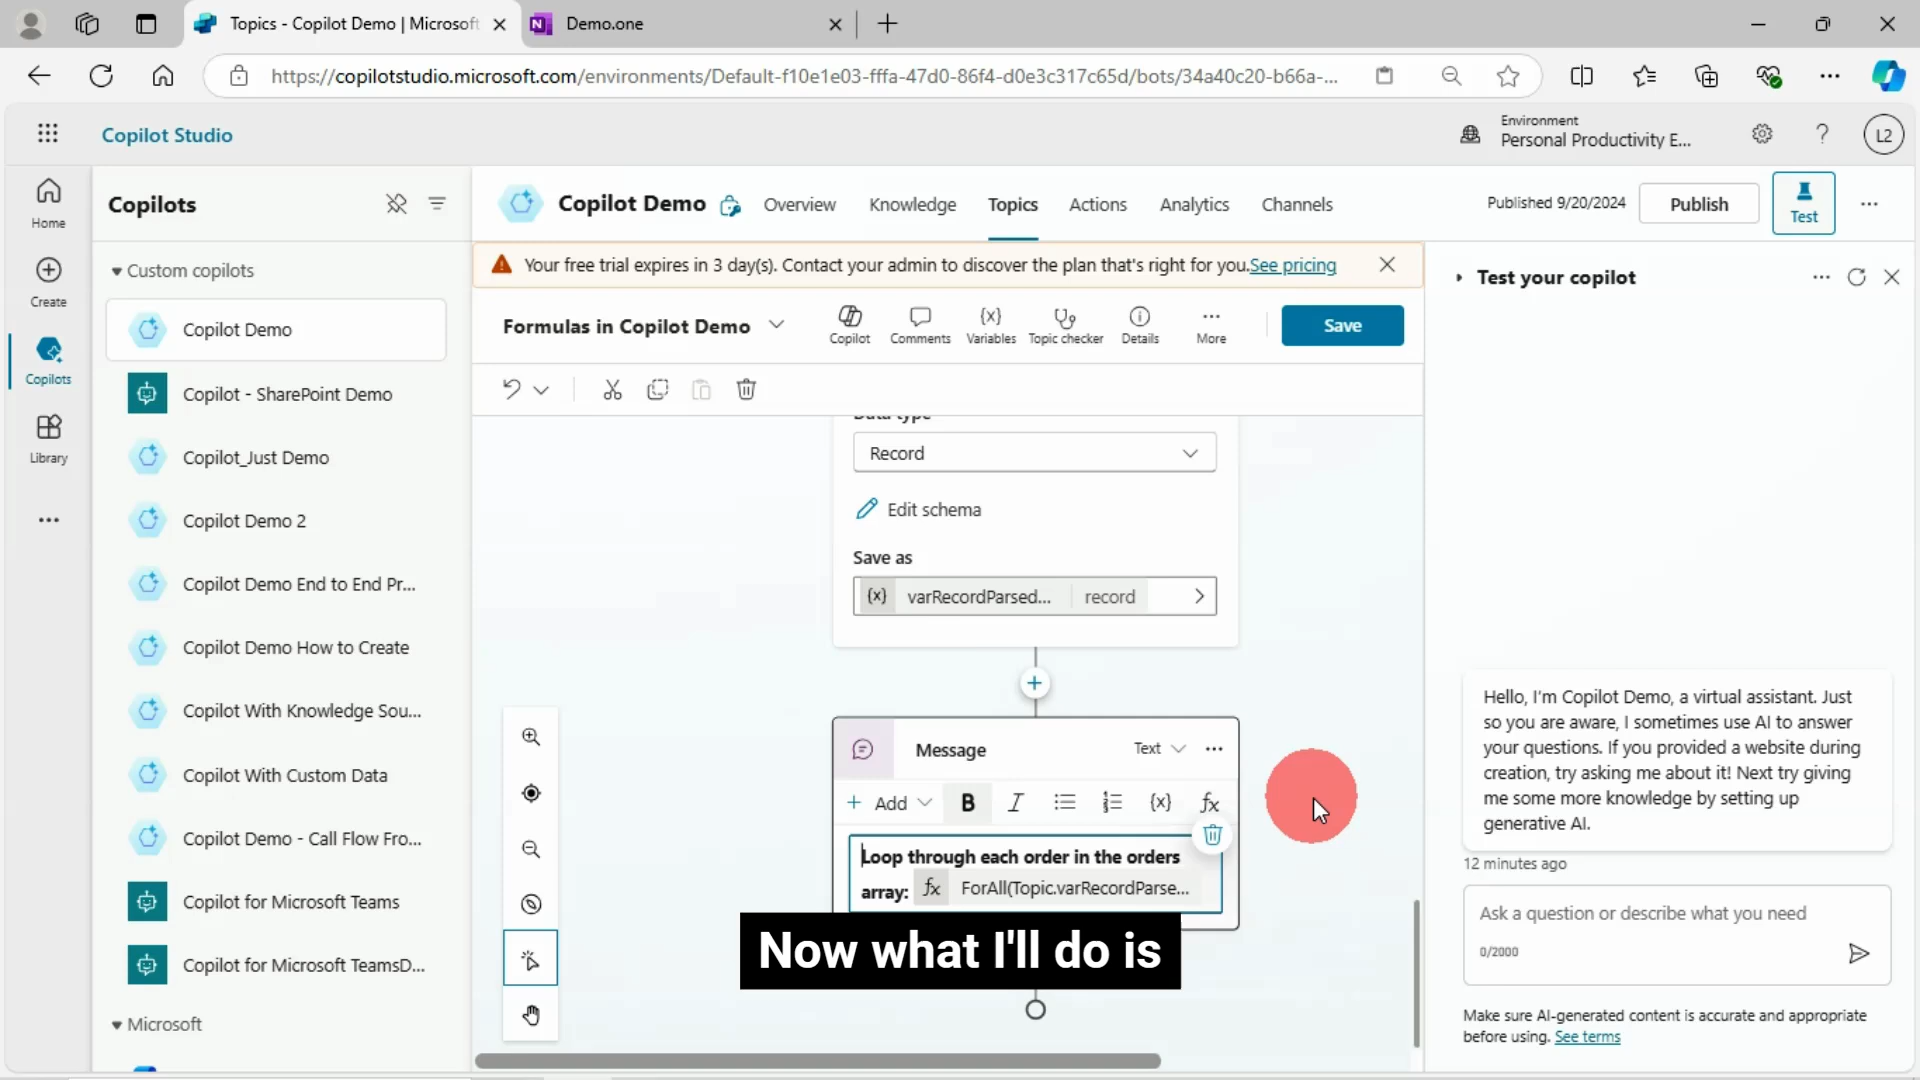 Topics - Copilot Demo | Microsoft
Demo.one
https://copilotstudio.microsoft.com/environments/Default-f10e1e03-fffa-47d0-86f4-d0e3c317c65d/bots/34a40c20-b66a-...
Copilot Studio
Environment
Personal Productivity E...
L2
Home
Create
Copilots
Library
Copilots
Custom copilots
Copilot Demo
Copilot - SharePoint Demo
Copilot_Just Demo
Copilot Demo 2
Copilot Demo End to End Pr...
Copilot Demo How to Create
Copilot With Knowledge Sou...
Copilot With Custom Data
Copilot Demo - Call Flow Fro...
Copilot for Microsoft Teams
Copilot for Microsoft TeamsD...
Microsoft
Copilot Demo
Overview
Knowledge
Topics
Actions
Analytics
Channels
Published 9/20/2024
Publish
Test
Your free trial expires in 3 day(s). Contact your admin to discover the plan that's right for you.See pricing
Formulas in Copilot Demo
Copilot
Comments
Variables
Topic checker
Details
More
Save
Data type
Record
Edit schema
Save as
{x} varRecordParsed... record
Message
Text
Add
B
I
{x}
fx
Loop through each order in the orders
array: fx ForAll(Topic.varRecordParse...
Now what I'll do is
Test your copilot
Hello, I'm Copilot Demo, a virtual assistant. Just
so you are aware, I sometimes use AI to answer
your questions. If you provided a website during
creation, try asking me about it! Next try giving
me some more knowledge by setting up
generative AI.
12 minutes ago
Ask a question or describe what you need
0/2000
Make sure AI-generated content is accurate and appropriate
before using. See terms